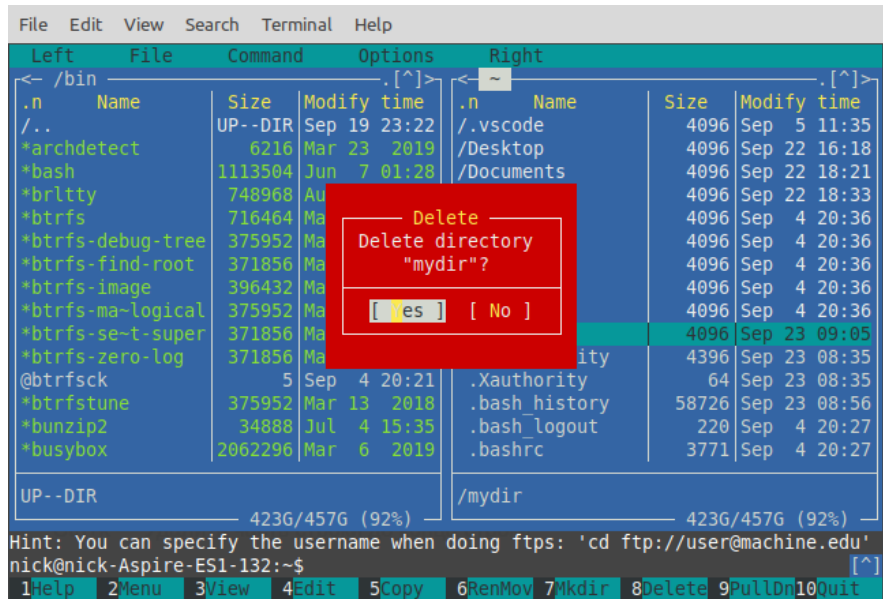 File Edit View Search Terminal Help
Left File Command Options Right
<- /bin .[^]> <- ~ .[^]>
.n Name Size Modify time .n Name Size Modify time
/.. UP--DIR Sep 19 23:22 /.vscode 4096 Sep 5 11:35
*archdetect 6216 Mar 23 2019 /Desktop 4096 Sep 22 16:18
*bash 1113504 Jun 7 01:28 /Documents 4096 Sep 22 18:21
*brltty 748968 Au 4096 Sep 22 18:33
*btrfs 716464 Ma Delete 4096 Sep 4 20:36
*btrfs-debug-tree 375952 Ma Delete directory 4096 Sep 4 20:36
*btrfs-find-root 371856 Ma "mydir"? 4096 Sep 4 20:36
*btrfs-image 396432 Ma 4096 Sep 4 20:36
*btrfs-ma~logical 375952 Ma [ Yes ] [ No ] 4096 Sep 4 20:36
*btrfs-se~t-super 371856 Ma 4096 Sep 23 09:05
*btrfs-zero-log 371856 Ma ity 4396 Sep 23 08:35
@btrfsck 5 Sep 4 20:21 .Xauthority 64 Sep 23 08:35
*btrfstune 375952 Mar 13 2018 .bash_history 58726 Sep 23 08:56
*bunzip2 34888 Jul 4 15:35 .bash_logout 220 Sep 4 20:27
*busybox 2062296 Mar 6 2019 .bashrc 3771 Sep 4 20:27
UP--DIR /mydir
423G/457G (92%) 423G/457G (92%)
Hint: You can specify the username when doing ftps: 'cd ftp://user@machine.edu'
nick@nick-Aspire-ES1-132:~$ [^]
1Help 2Menu 3View 4Edit 5Copy 6RenMov 7Mkdir 8Delete 9PullDn 10Quit